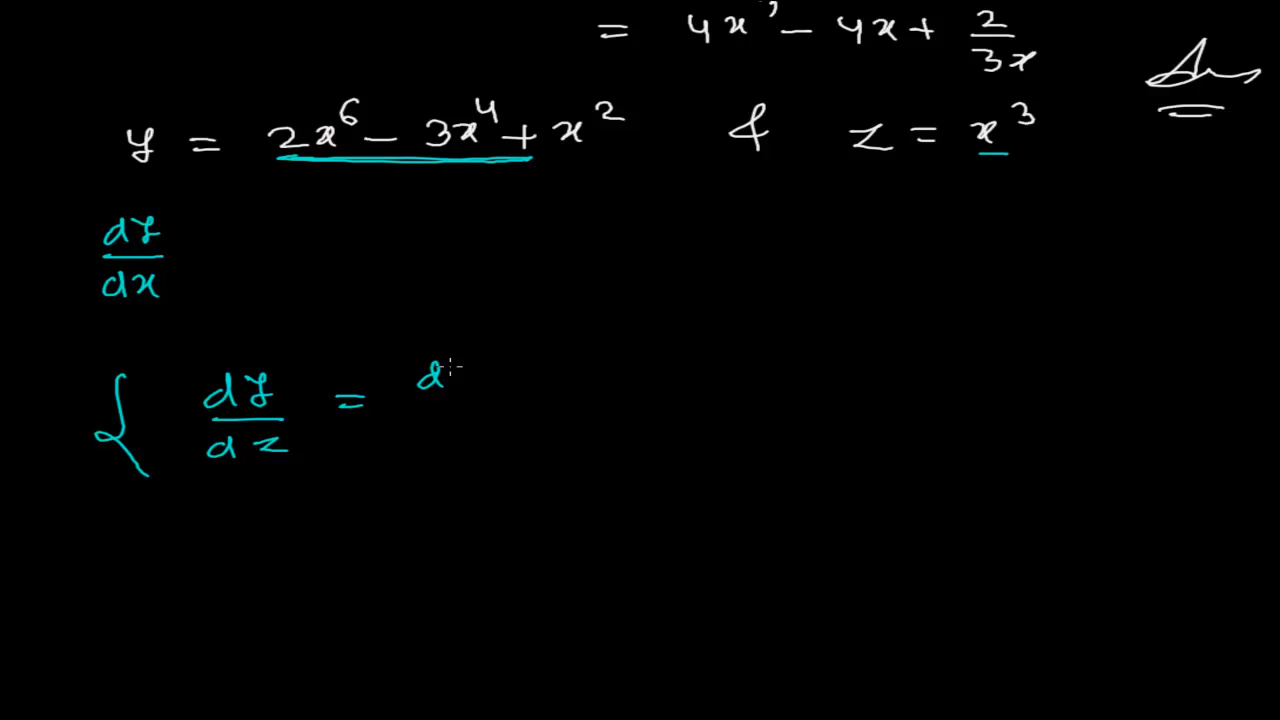 = 4x³ − 4x + 2/3x Ans
y = 2x⁶ − 3x⁴ + x² & z = x³
dy/dx
{ dy/dz = d